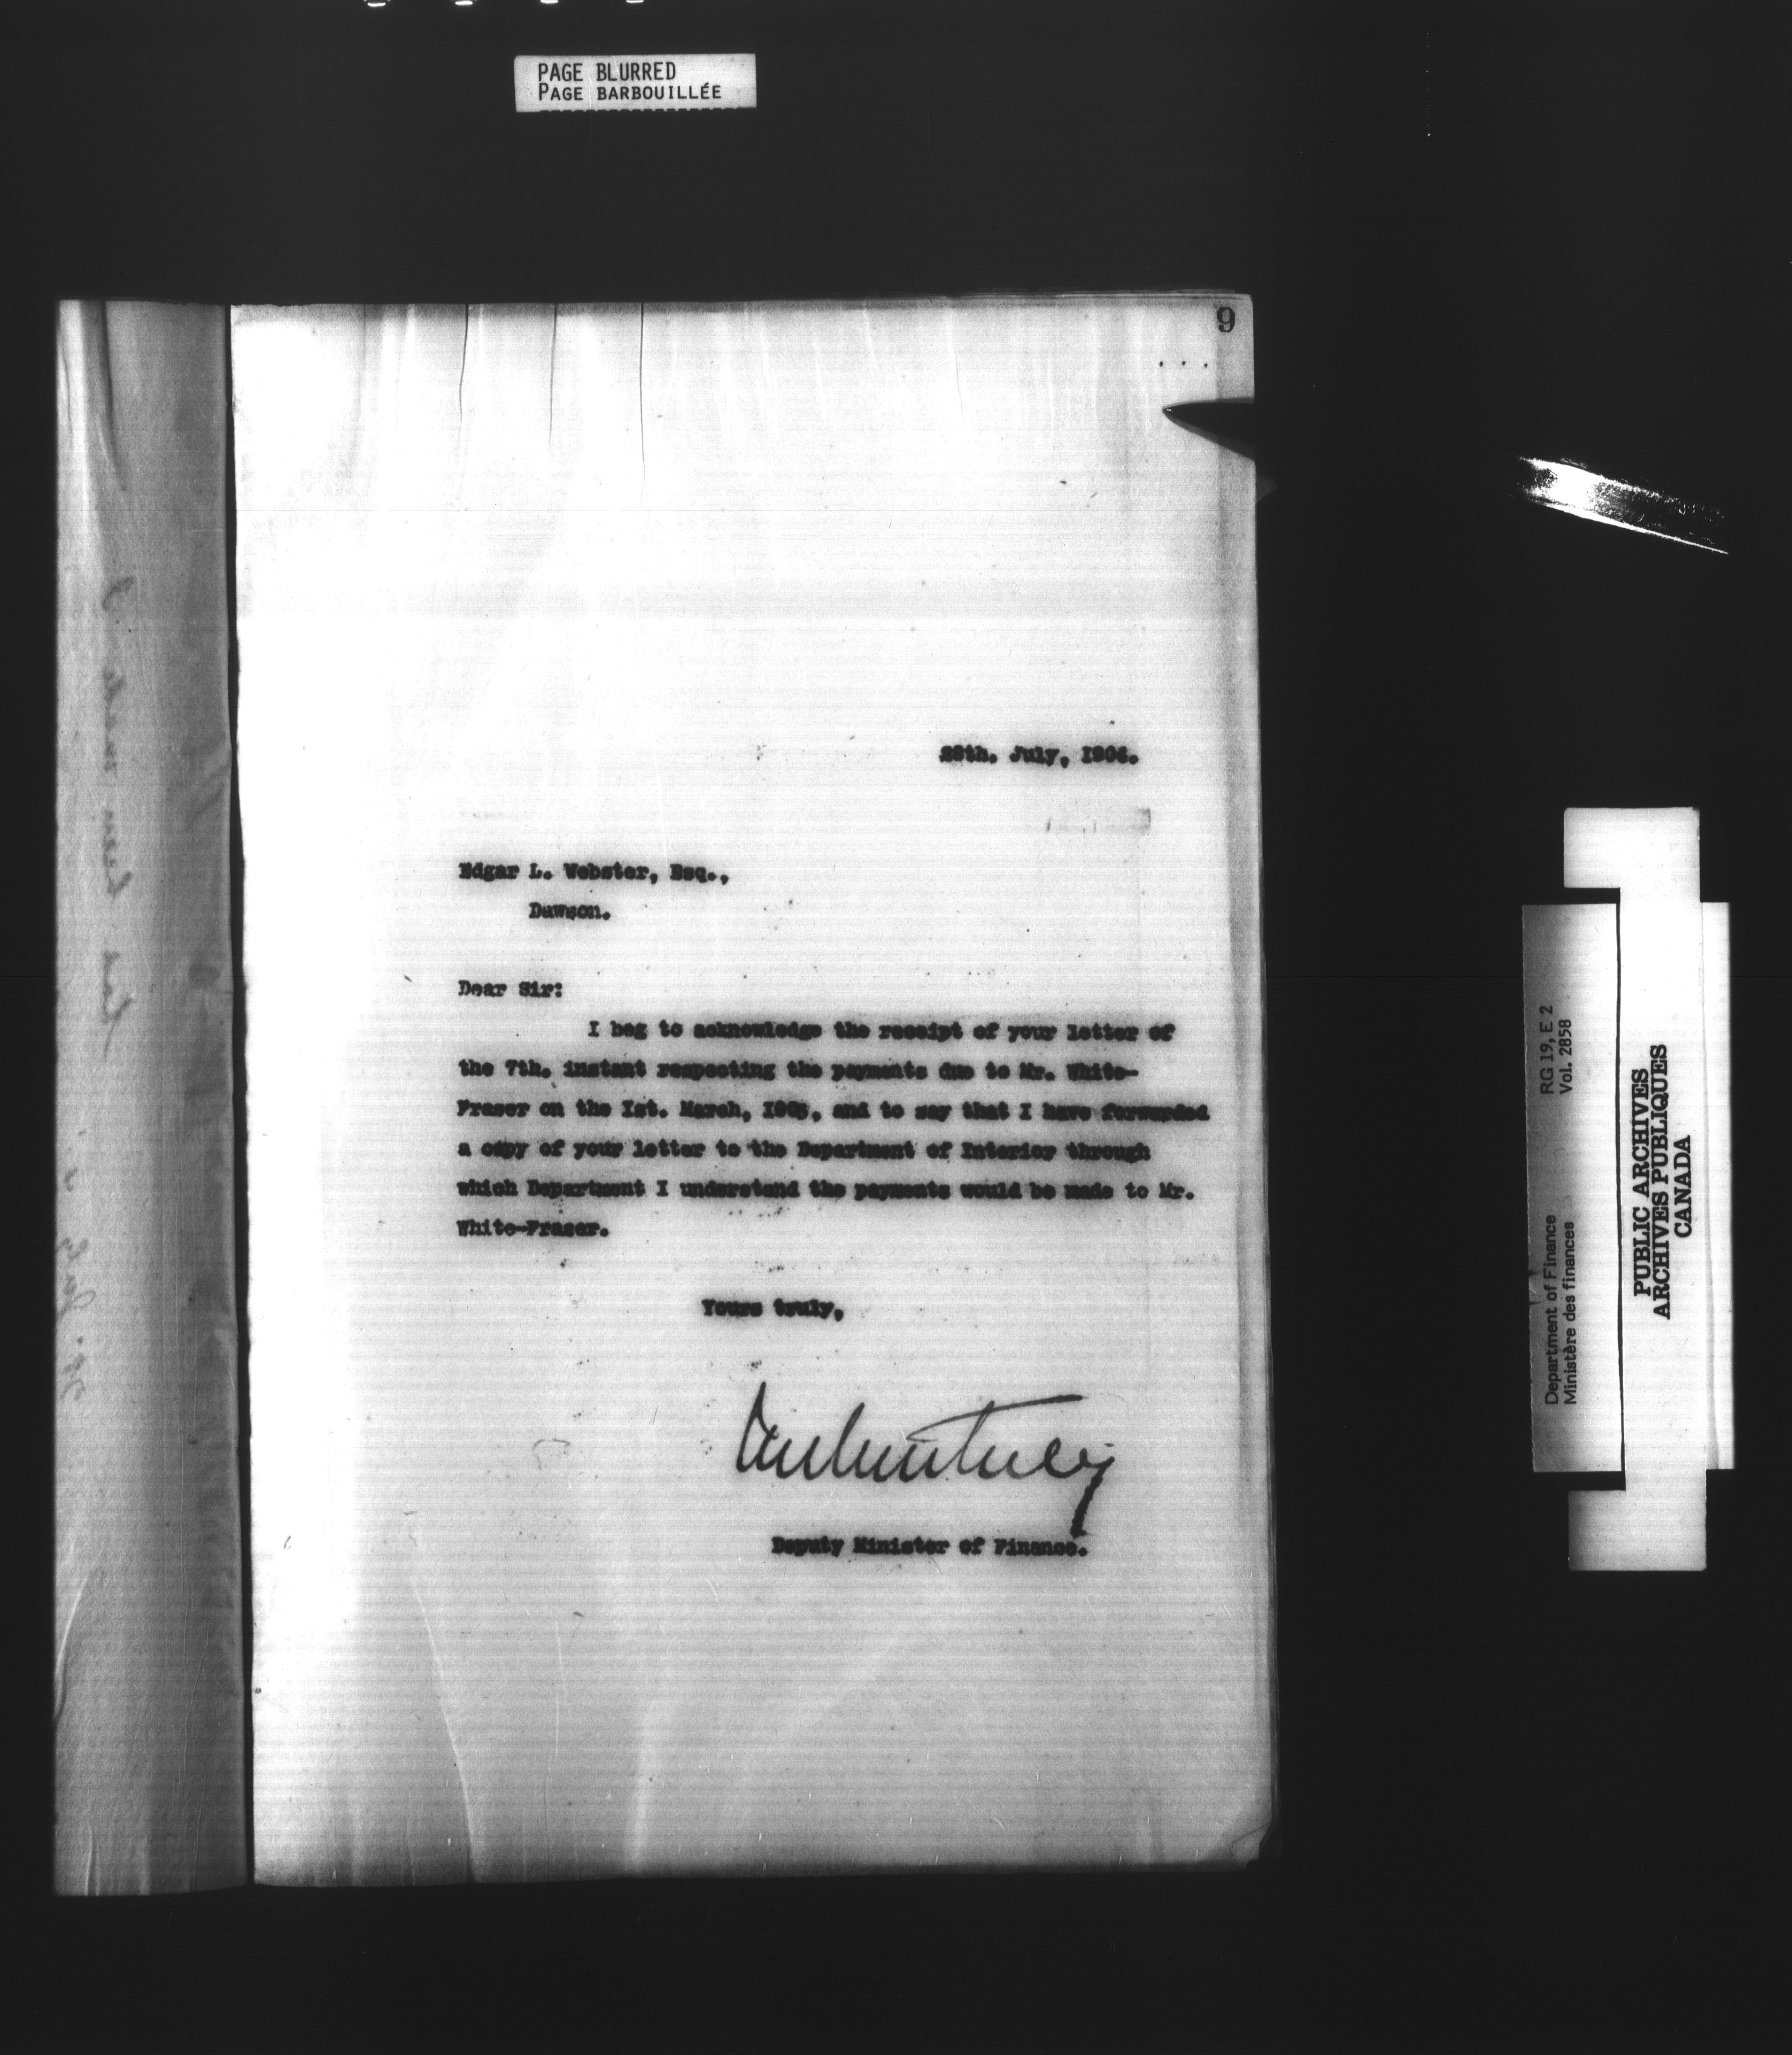 PAGE BLURRED
PAGE BARBOUILLÉE
9
28th. July, 1904.
Edgar L. Webster, Esq.,
Dawson.
Dear Sir:
I beg to acknowledge the receipt of your letter of
the 7th. instant respecting the payments due to Mr. White-
Fraser on the Ist. March, 1903, and to say that I have forwarded
a copy of your letter to the Department of Interior through
which Department I understand the payments would be made to Mr.
White-Fraser.
Yours truly,
Deputy Minister of Finance.
Department of Finance
Ministère des finances
RG 19, E 2
Vol. 2858
PUBLIC ARCHIVES
ARCHIVES PUBLIQUES
CANADA